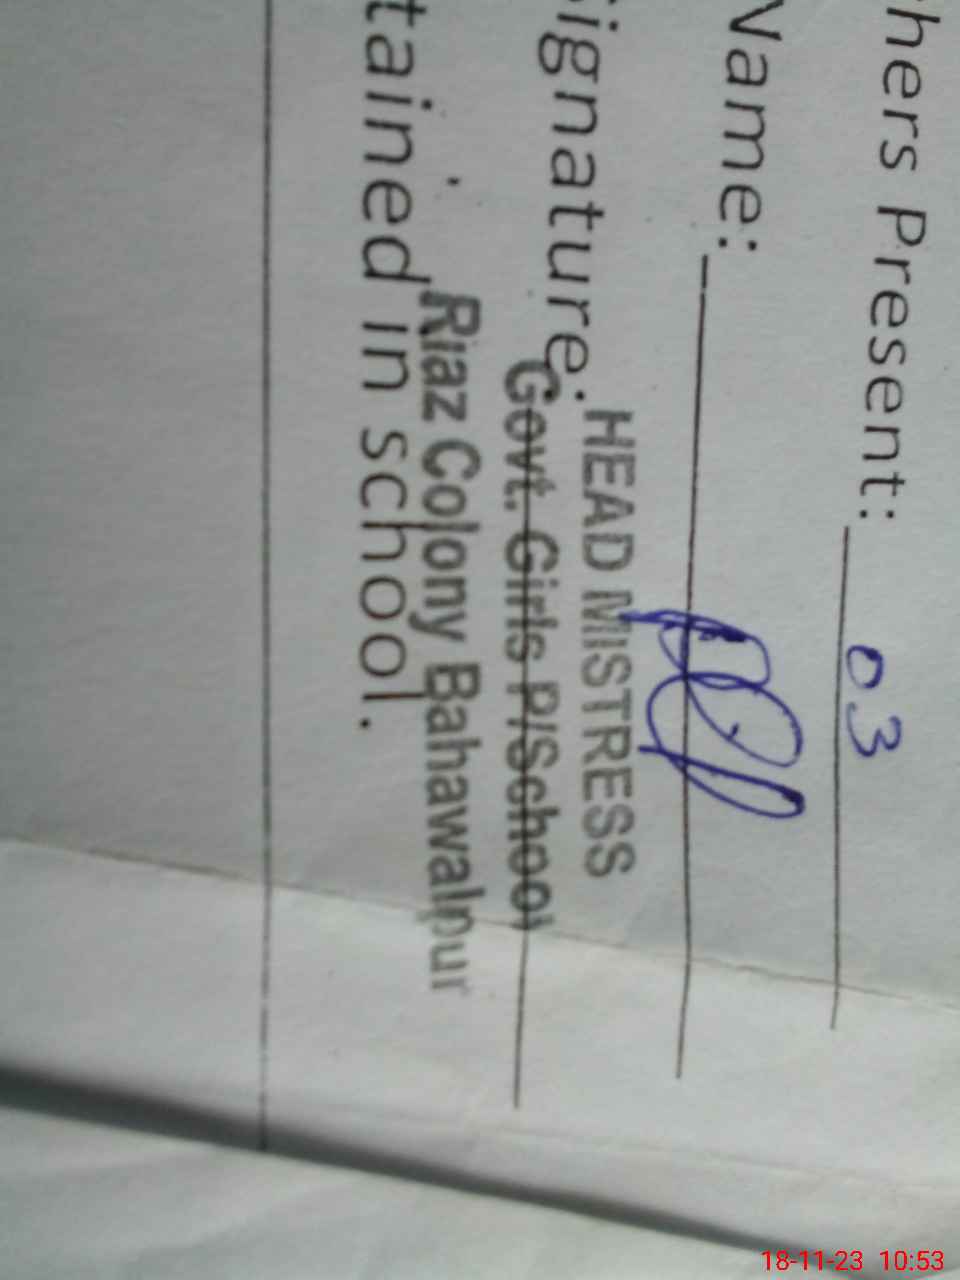 hers Present: 03
Name:
ignature:
HEAD MISTRESS
Govt. Girls P/School
Riaz Colony Bahawalpur
tained in school.
18-11-23 10:53